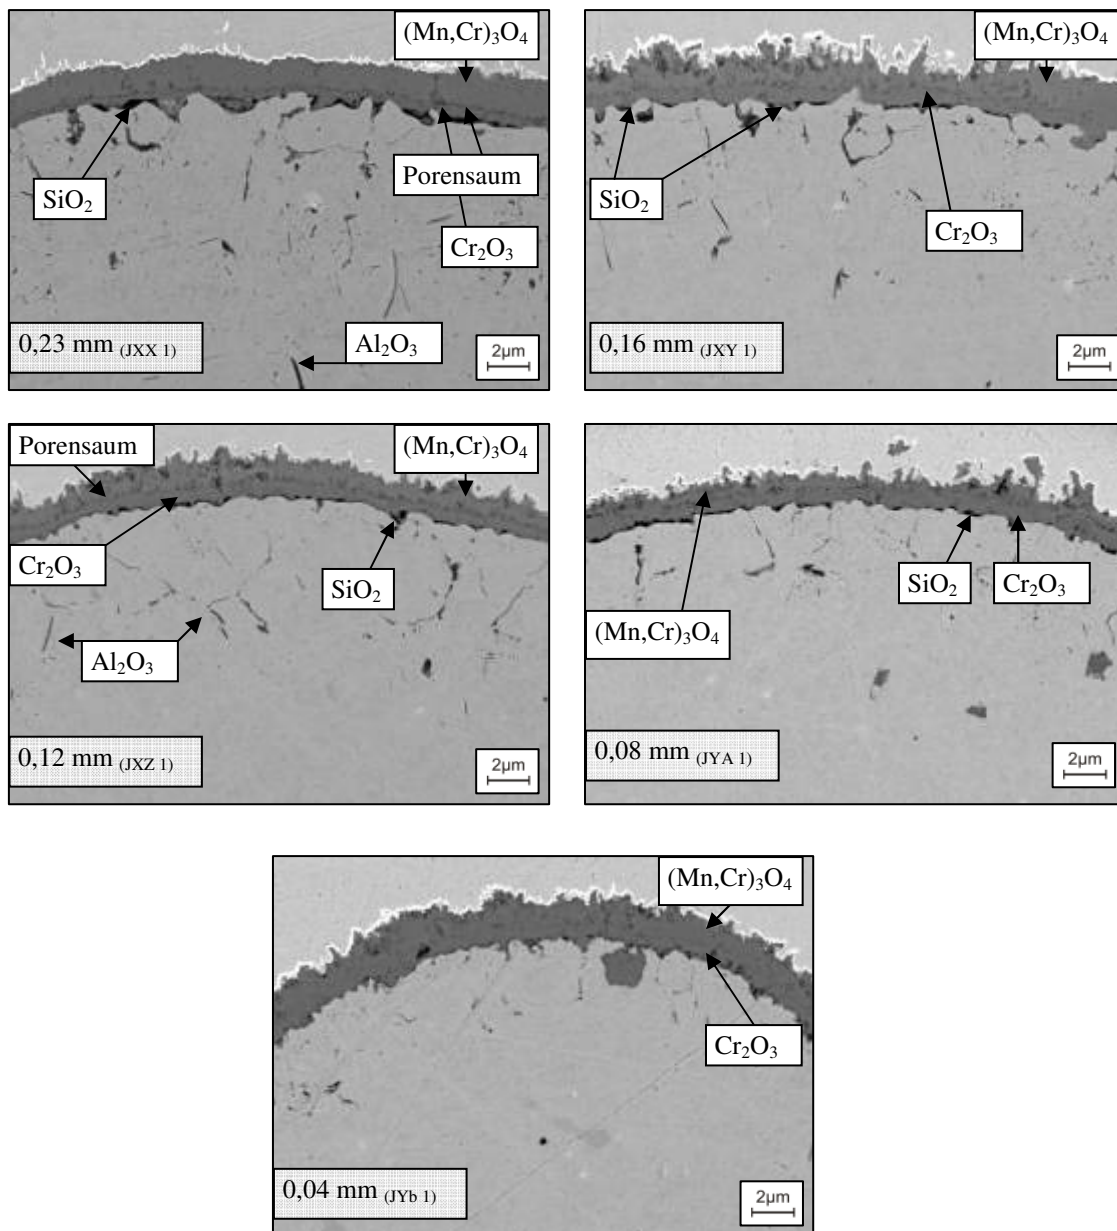 (Mn,Cr)₃O₄
SiO₂
Porensaum
Cr₂O₃
Al₂O₃
0,23 mm (JXX 1)
2µm
(Mn,Cr)₃O₄
SiO₂
Cr₂O₃
0,16 mm (JXY 1)
2µm
Porensaum
(Mn,Cr)₃O₄
Cr₂O₃
SiO₂
Al₂O₃
0,12 mm (JXZ 1)
2µm
SiO₂
Cr₂O₃
(Mn,Cr)₃O₄
0,08 mm (JYA 1)
2µm
(Mn,Cr)₃O₄
Cr₂O₃
0,04 mm (JYb 1)
2µm